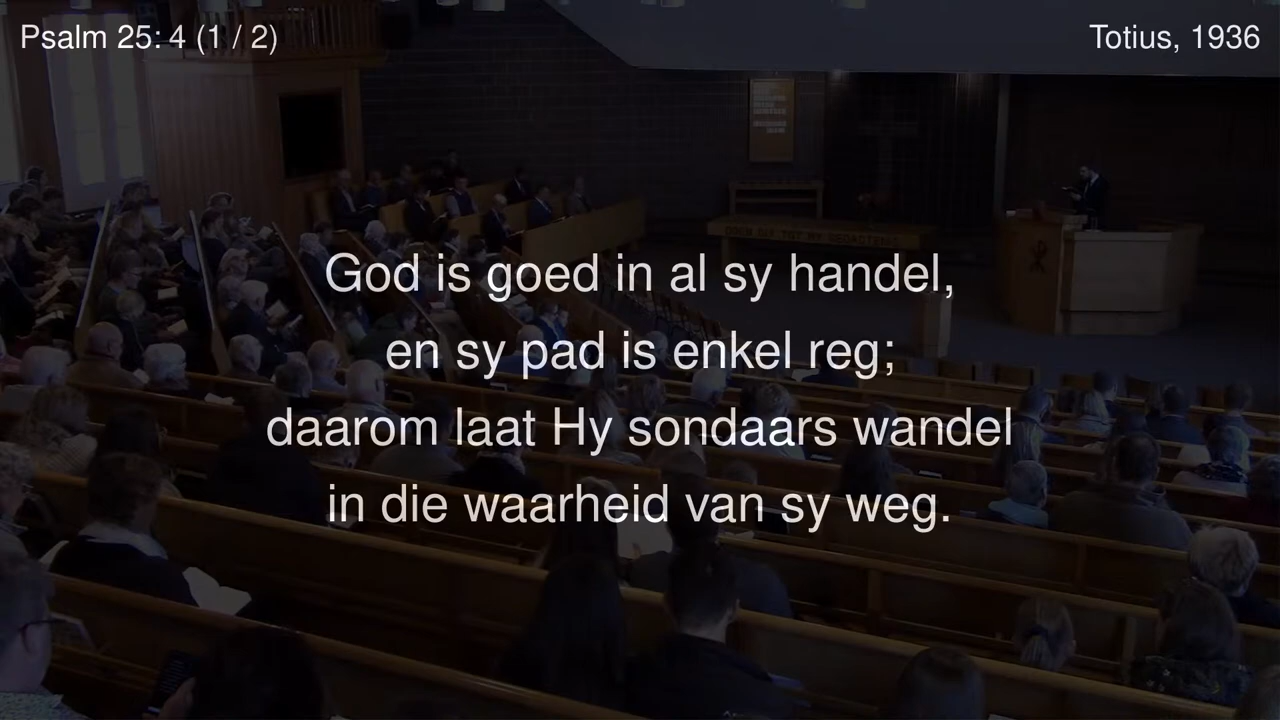 Psalm 25: 4 (1 / 2)
Totius, 1936
God is goed in al sy handel,
en sy pad is enkel reg;
daarom laat Hy sondaars wandel
in die waarheid van sy weg.